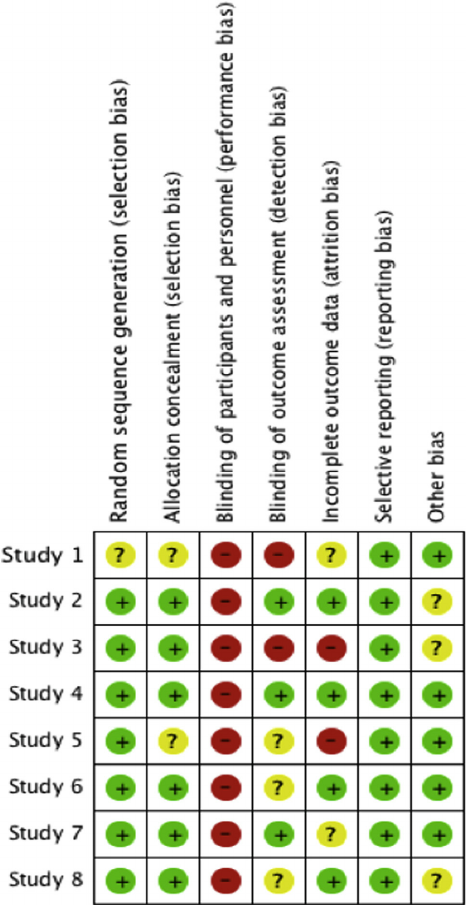 Random sequence generation (selection bias)
Allocation concealment (selection bias)
Blinding of participants and personnel (performance bias)
Blinding of outcome assessment (detection bias)
Incomplete outcome data (attrition bias)
Selective reporting (reporting bias)
Other bias
Study 1 ? ? - - ? + +
Study 2 + + - + + + ?
Study 3 + + - - - + ?
Study 4 + + - + + + +
Study 5 + ? - ? - + +
Study 6 + + - ? + + +
Study 7 + + - + ? + +
Study 8 + + - ? + + ?